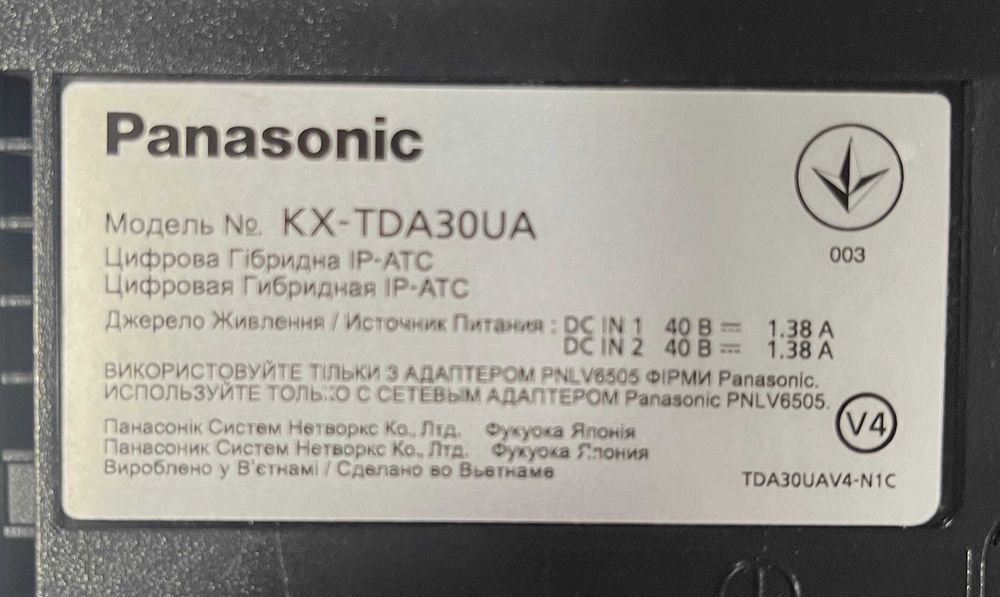 Panasonic
Модель №. KX-TDA30UA
Цифрова Гібридна IP-ATC
Цифровая Гибридная IP-ATC
003
Джерело Живлення / Источник Питания : DC IN 1 40 В ⎓ 1.38 A
DC IN 2 40 В ⎓ 1.38 A
ВИКОРИСТОВУЙТЕ ТІЛЬКИ З АДАПТЕРОМ PNLV6505 ФІРМИ Panasonic.
ИСПОЛЬЗУЙТЕ ТОЛЬКО С СЕТЕВЫМ АДАПТЕРОМ Panasonic PNLV6505.
Панасонік Систем Нетворкс Ко., Лтд. Фукуока Японія
Панасоник Систем Нетворкс Ко., Лтд. Фукуока Япония
Вироблено у В'єтнамі / Сделано во Вьетнаме
V4
TDA30UAV4-N1C